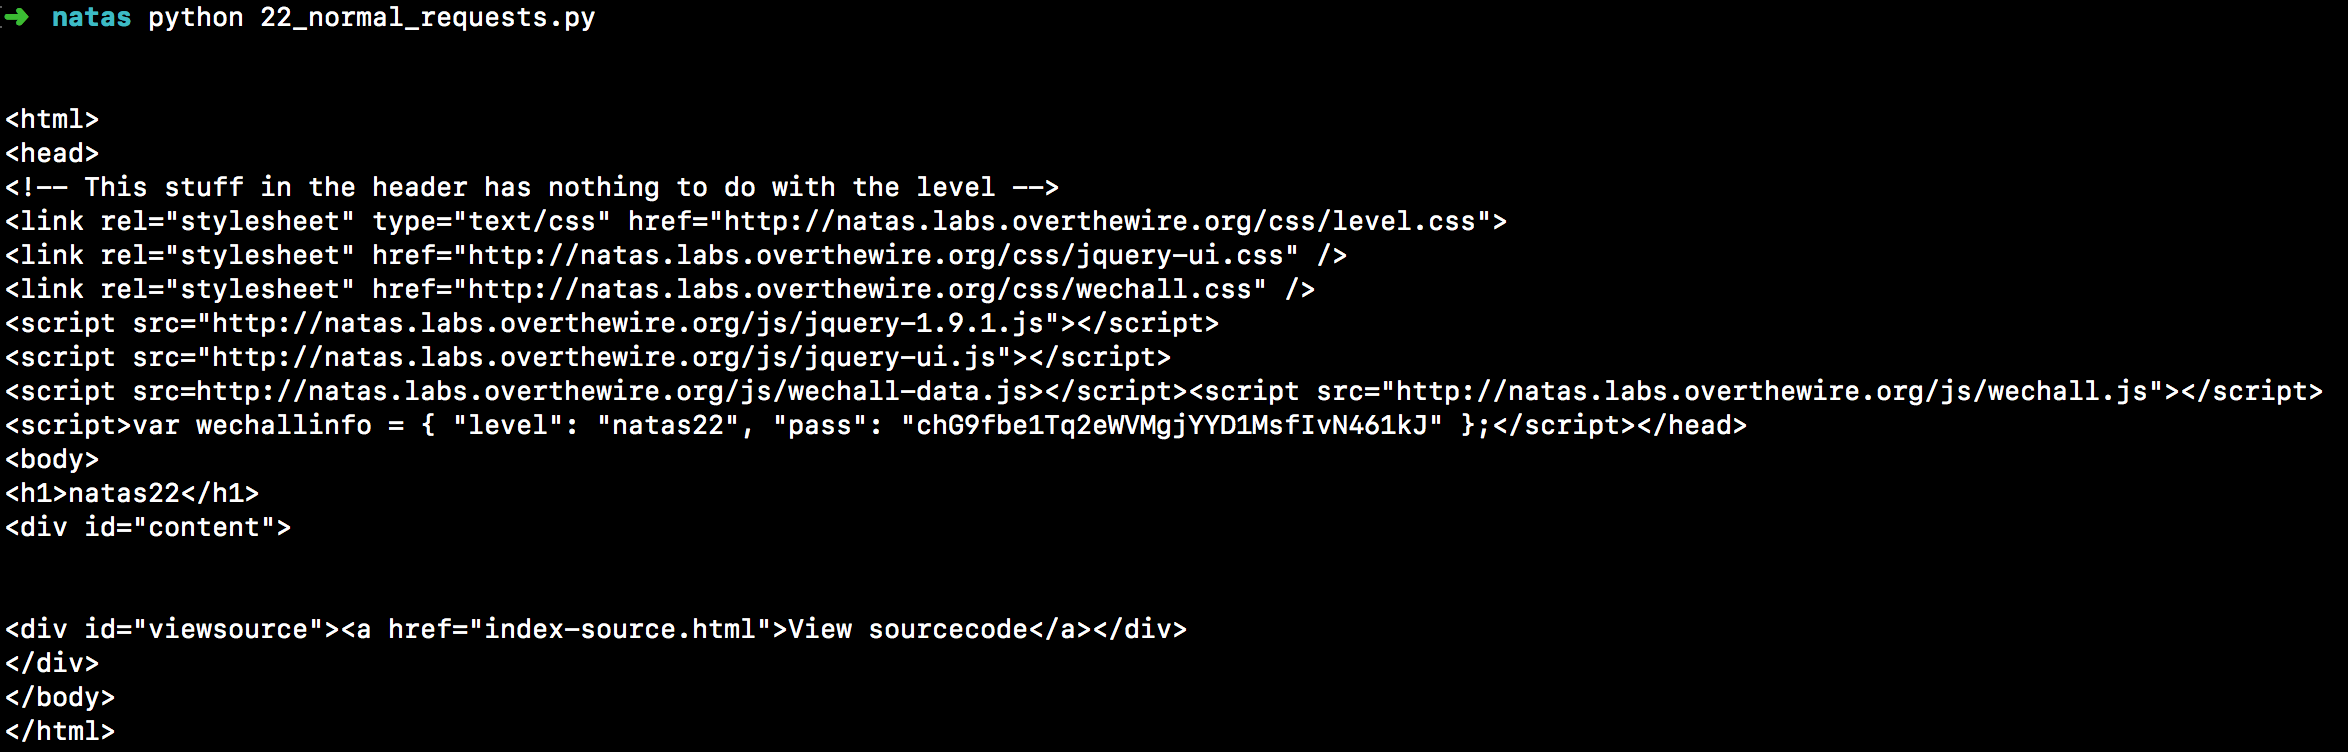 ➜ natas python 22_normal_requests.py
<html>
<head>
<!-- This stuff in the header has nothing to do with the level -->
<link rel="stylesheet" type="text/css" href="http://natas.labs.overthewire.org/css/level.css">
<link rel="stylesheet" href="http://natas.labs.overthewire.org/css/jquery-ui.css" />
<link rel="stylesheet" href="http://natas.labs.overthewire.org/css/wechall.css" />
<script src="http://natas.labs.overthewire.org/js/jquery-1.9.1.js"></script>
<script src="http://natas.labs.overthewire.org/js/jquery-ui.js"></script>
<script src=http://natas.labs.overthewire.org/js/wechall-data.js></script><script src="http://natas.labs.overthewire.org/js/wechall.js"></script>
<script>var wechallinfo = { "level": "natas22", "pass": "chG9fbe1Tq2eWVMgjYYD1MsfIvN461kJ" };</script></head>
<body>
<h1>natas22</h1>
<div id="content">
<div id="viewsource"><a href="index-source.html">View sourcecode</a></div>
</div>
</body>
</html>